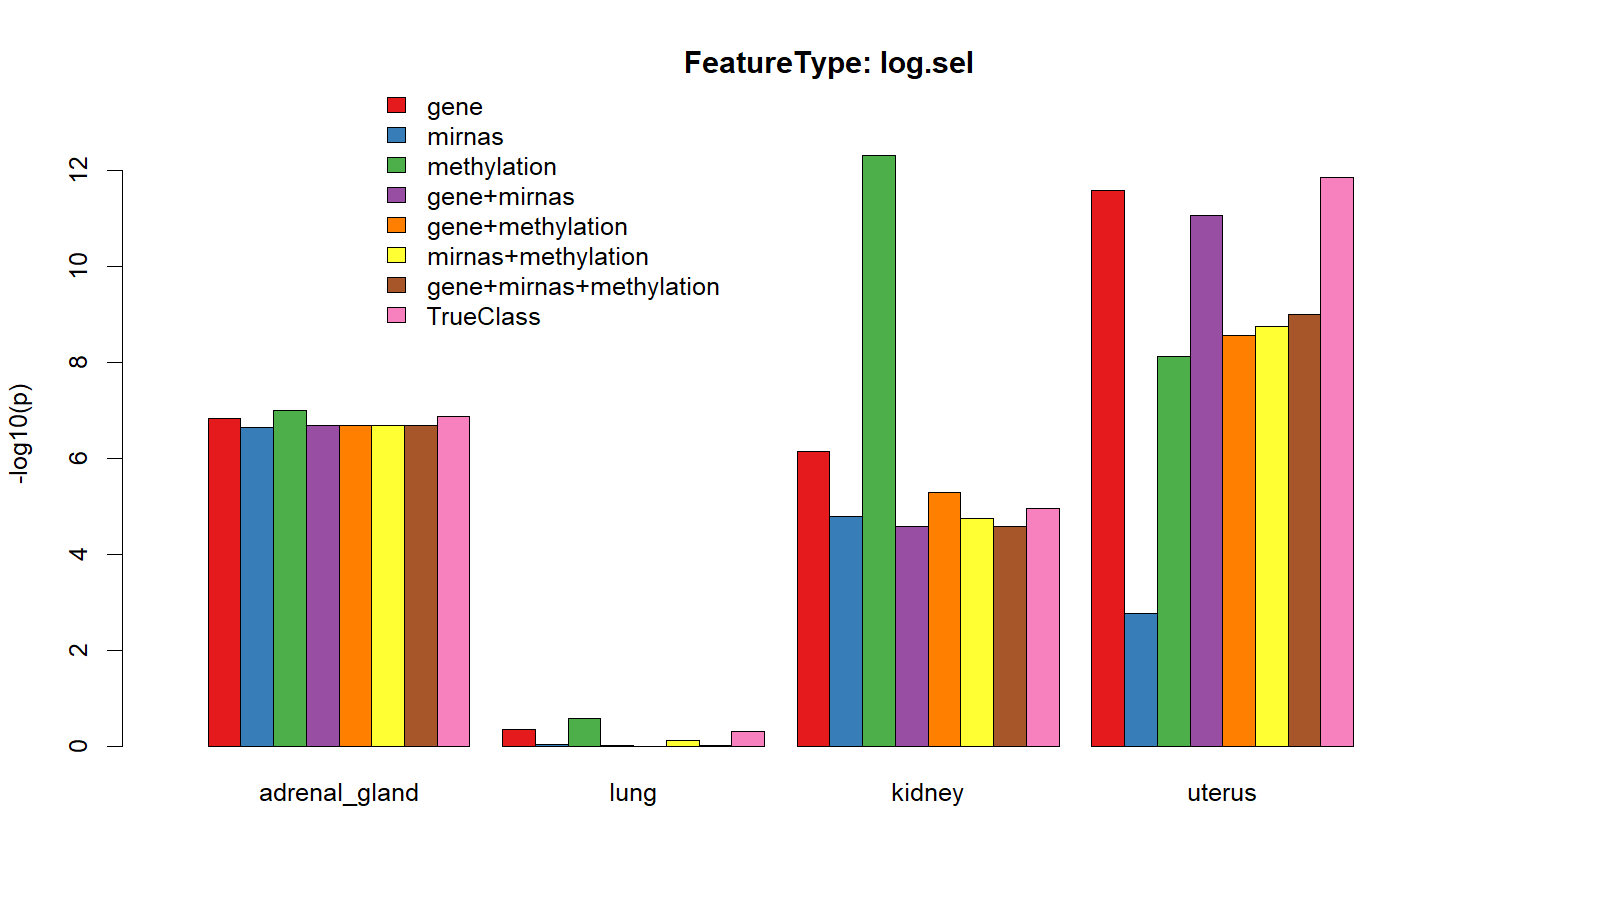 FeatureType: log.sel
gene
mirnas
methylation
gene+mirnas
gene+methylation
mirnas+methylation
gene+mirnas+methylation
TrueClass
-log10(p)
12
10
8
6
4
2
0
adrenal_gland lung kidney uterus